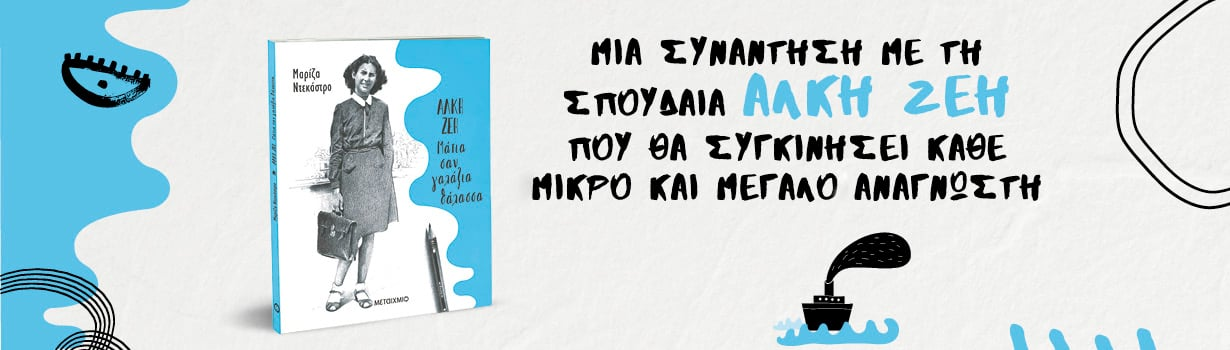 Μαρίζα
Ντεκάστρο
ΑΛΚΗ
ΖΕΗ
Μάτια
σαν
γαλάζια
θάλασσα
ΜΕΤΑΙΧΜΙΟ
ΜΙΑ ΣΥΝΑΝΤΗΣΗ ΜΕ ΤΗ
ΣΠΟΥΔΑΙΑ ΑΛΚΗ ΖΕΗ
ΠΟΥ ΘΑ ΣΥΓΚΙΝΗΣΕΙ ΚΑΘΕ
ΜΙΚΡΟ ΚΑΙ ΜΕΓΑΛΟ ΑΝΑΓΝΩΣΤΗ